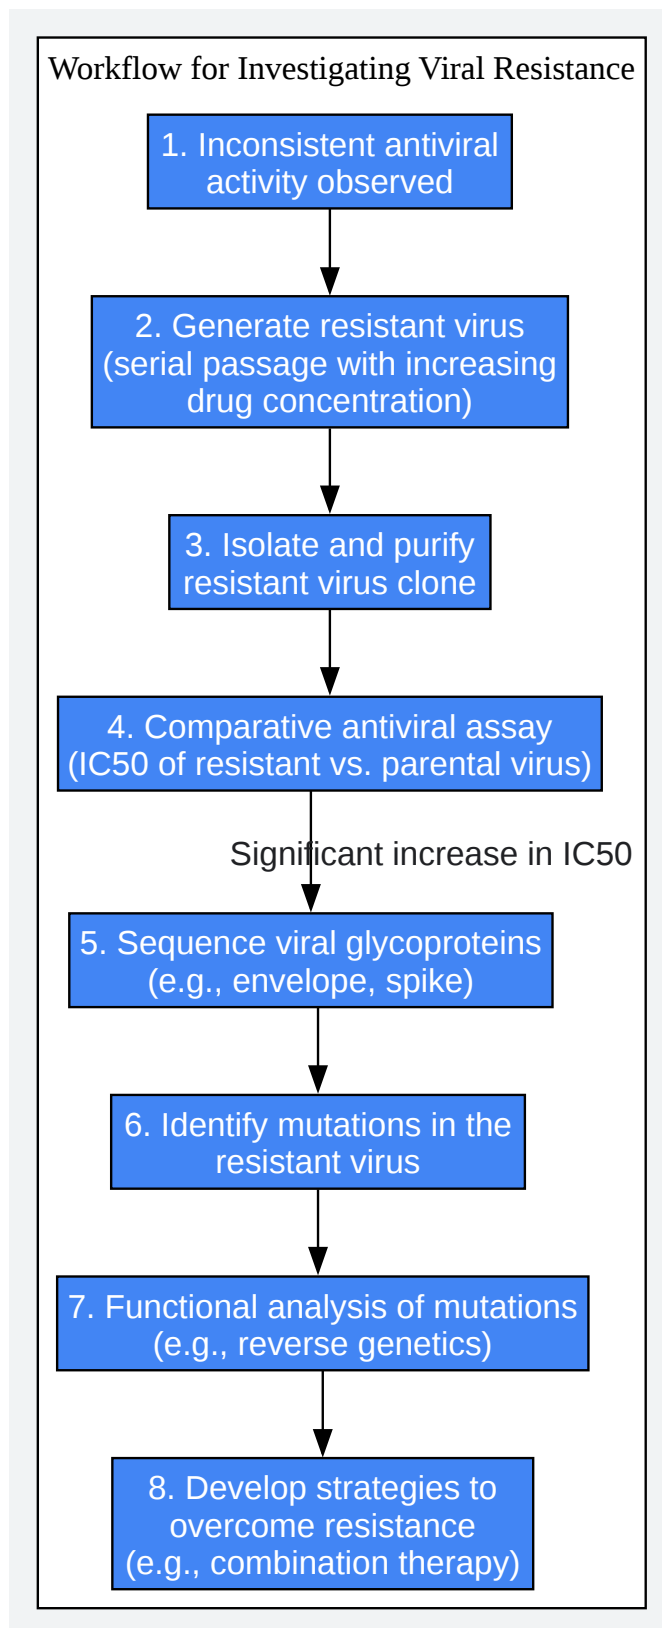 Workflow for Investigating Viral Resistance
1. Inconsistent antiviral
activity observed
2. Generate resistant virus
(serial passage with increasing
drug concentration)
3. Isolate and purify
resistant virus clone
4. Comparative antiviral assay
(IC50 of resistant vs. parental virus)
Significant increase in IC50
5. Sequence viral glycoproteins
(e.g., envelope, spike)
6. Identify mutations in the
resistant virus
7. Functional analysis of mutations
(e.g., reverse genetics)
8. Develop strategies to
overcome resistance
(e.g., combination therapy)